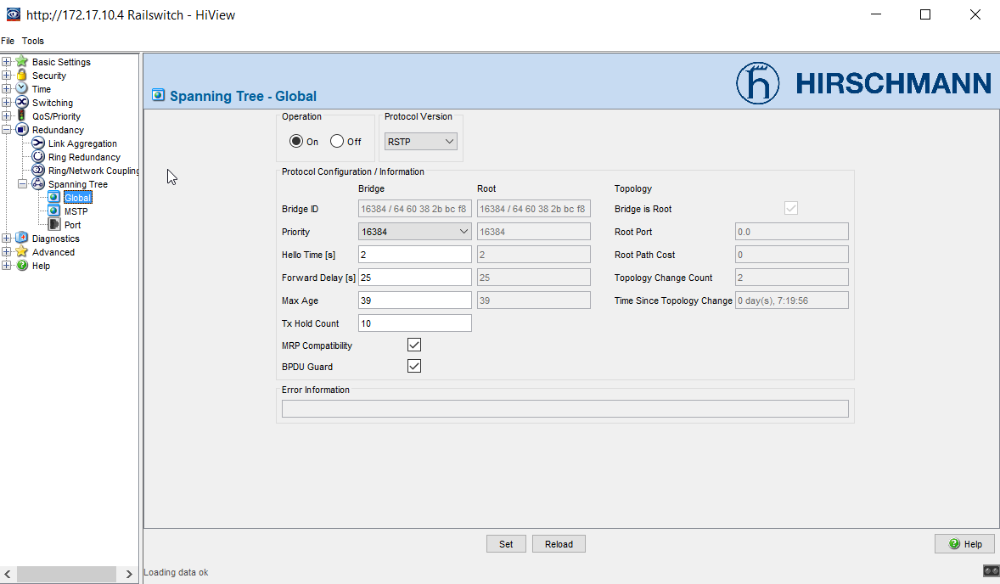 http://172.17.10.4 Railswitch - HiView
File Tools
Basic Settings
Security
Time
Switching
QoS/Priority
Redundancy
Link Aggregation
Ring Redundancy
Ring/Network Coupling
Spanning Tree
Global
MSTP
Port
Diagnostics
Advanced
Help
Spanning Tree - Global
HIRSCHMANN
Operation
On Off
Protocol Version
RSTP
Protocol Configuration / Information
Bridge Root Topology
Bridge ID 16384 / 64 60 38 2b bc f8 16384 / 64 60 38 2b bc f8 Bridge is Root
Priority 16384 16384 Root Port 0.0
Hello Time [s] 2 2 Root Path Cost 0
Forward Delay [s] 25 25 Topology Change Count 2
Max Age 39 39 Time Since Topology Change 0 day(s), 7:19:56
Tx Hold Count 10
MRP Compatibility
BPDU Guard
Error Information
Set Reload Help
Loading data ok